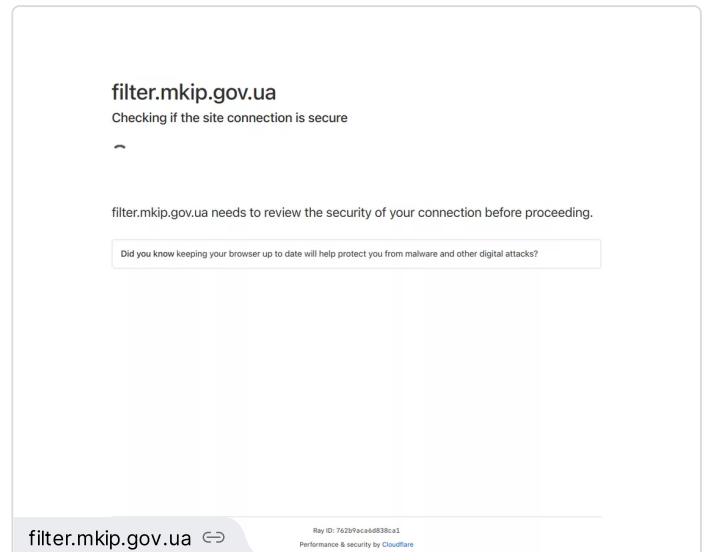 filter.mkip.gov.ua
Checking if the site connection is secure
filter.mkip.gov.ua needs to review the security of your connection before proceeding.
Did you know keeping your browser up to date will help protect you from malware and other digital attacks?
Ray ID: 762b9aca6d838ca1
Performance & security by Cloudflare
filter.mkip.gov.ua